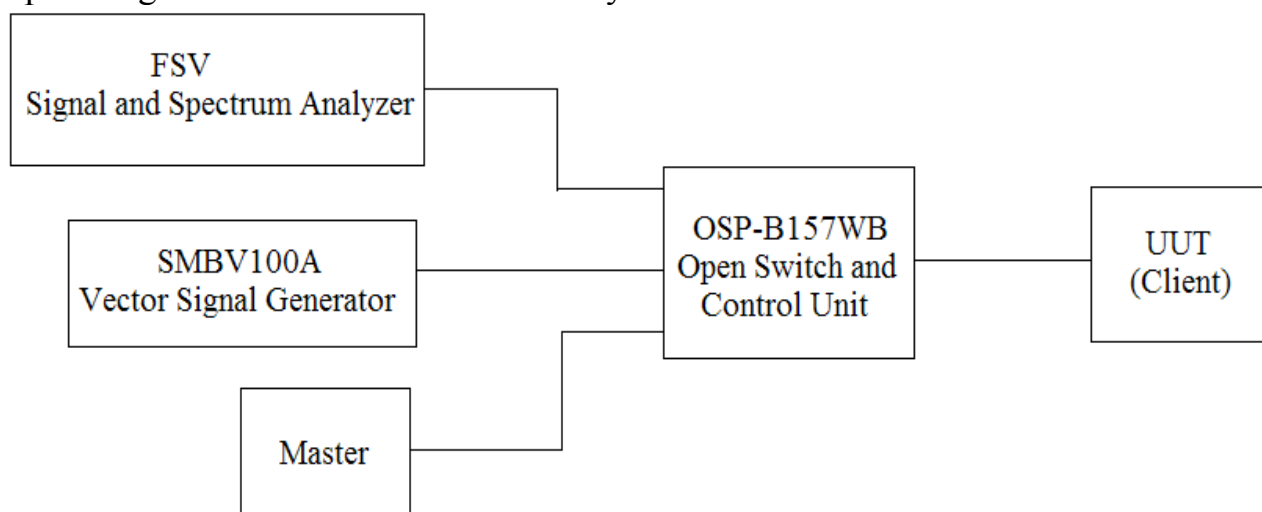 FSV
Signal and Spectrum Analyzer
SMBV100A
Vector Signal Generator
Master
OSP-B157WB
Open Switch and
Control Unit
UUT
(Client)